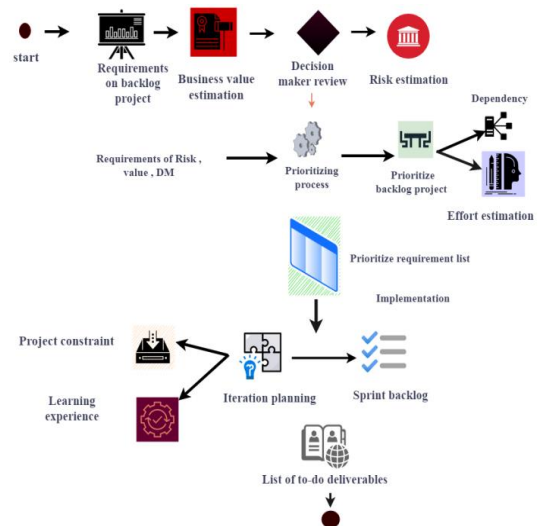 start
Requirements
on backlog
project
Business value
estimation
Decision
maker review
Risk estimation
Dependency
Requirements of Risk ,
value , DM
Prioritizing
process
Prioritize
backlog project
Effort estimation
Prioritize requirement list
Implementation
Project constraint
Learning
experience
Iteration planning
Sprint backlog
List of to-do deliverables